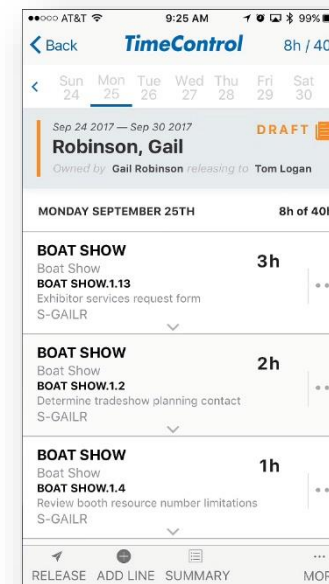 AT&T 9:25 AM 99%
Back TimeControl 8h / 40
Sun Mon Tue Wed Thu Fri Sat
24 25 26 27 28 29 30
Sep 24 2017 — Sep 30 2017 DRAFT
Robinson, Gail
Owned by Gail Robinson releasing to Tom Logan
MONDAY SEPTEMBER 25TH 8h of 40h
BOAT SHOW 3h
Boat Show
BOAT SHOW.1.13
Exhibitor services request form
S-GAILR
BOAT SHOW 2h
Boat Show
BOAT SHOW.1.2
Determine tradeshow planning contact
S-GAILR
BOAT SHOW 1h
Boat Show
BOAT SHOW.1.4
Review booth resource number limitations
S-GAILR
RELEASE ADD LINE SUMMARY